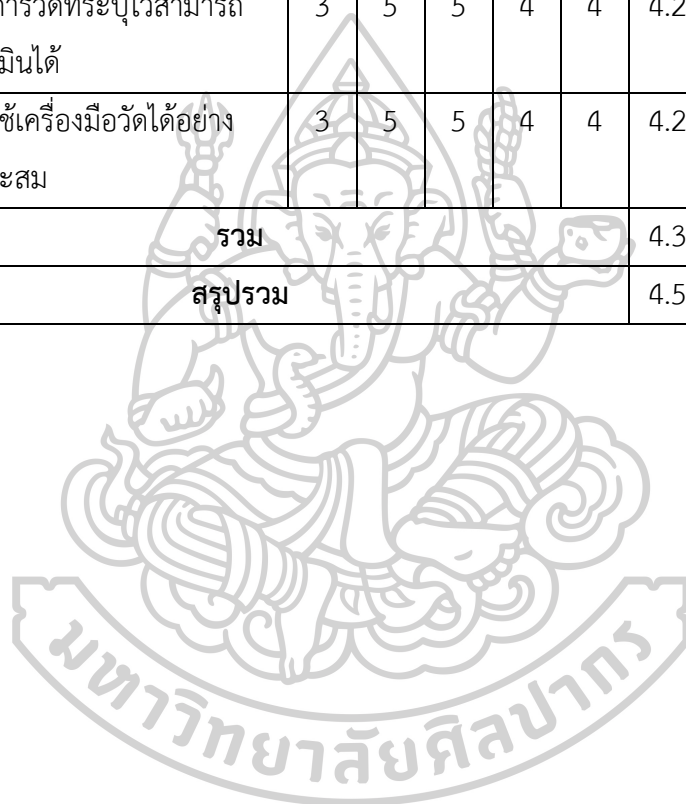 การวัดที่ระบุไว้สามารถ 3 5 5 4 4 4.2
มินได้
ช้เครื่องมือวัดได้อย่าง 3 5 5 4 4 4.2
ะสม
รวม 4.3
สรุปรวม 4.5
มหาวิทยาลัยศิลปากร